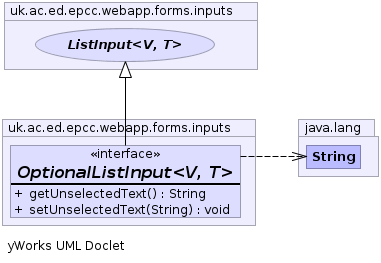 uk.ac.ed.epcc.webapp.forms.inputs
ListInput<V, T>
uk.ac.ed.epcc.webapp.forms.inputs
«interface»
OptionalListInput<V, T>
+ getUnselectedText() : String
+ setUnselectedText(String) : void
java.lang
String
yWorks UML Doclet